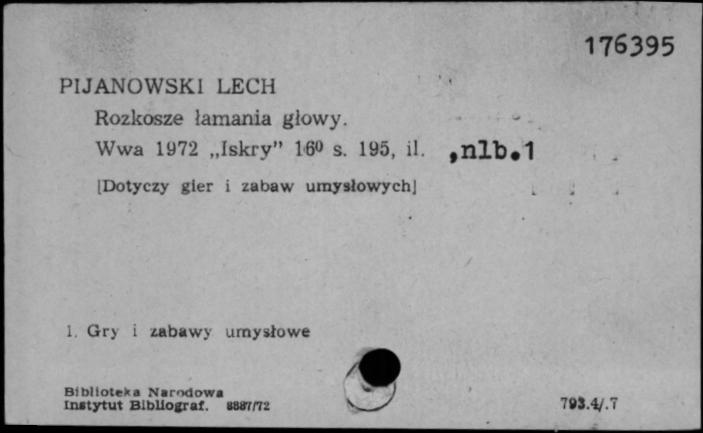 176395
PIJANOWSKI LECH
Rozkosze łamania głowy.
Wwa 1972 „Iskry” 16⁰ s. 195, il. ,nlb.1
[Dotyczy gier i zabaw umysłowych]
1. Gry i zabawy umysłowe
Biblioteka Narodowa
Instytut Bibliograf. 8887/72
793.4/.7